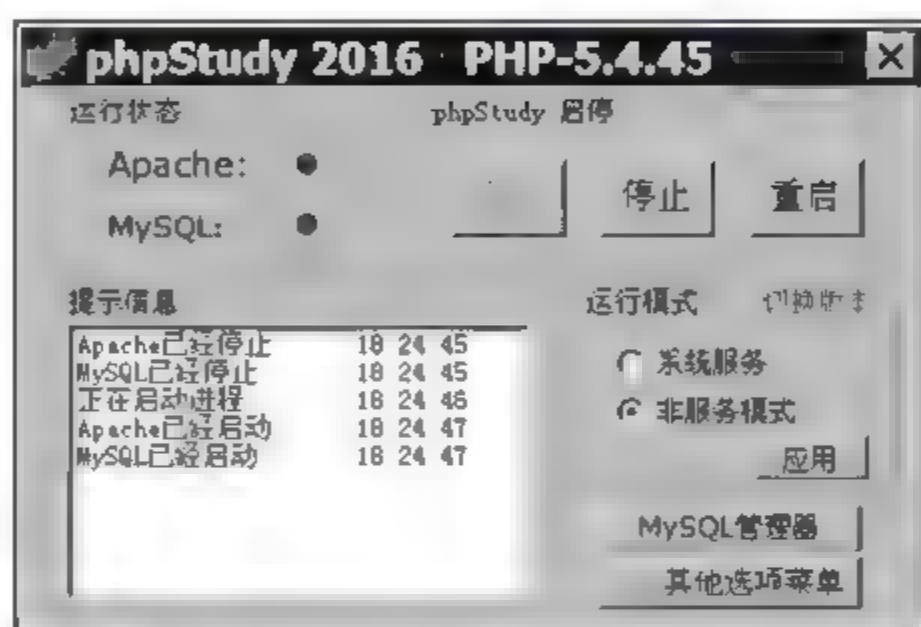 phpStudy 2016 PHP-5.4.45
运行状态
phpStudy 启停
Apache:
MySQL:
停止
重启
提示信息
运行模式
切换版本
Apache已经停止 18 24 45
MySQL已经停止 18 24 45
正在启动进程 18 24 46
Apache已经启动 18 24 47
MySQL已经启动 18 24 47
系统服务
非服务模式
应用
MySQL管理器
其他选项菜单